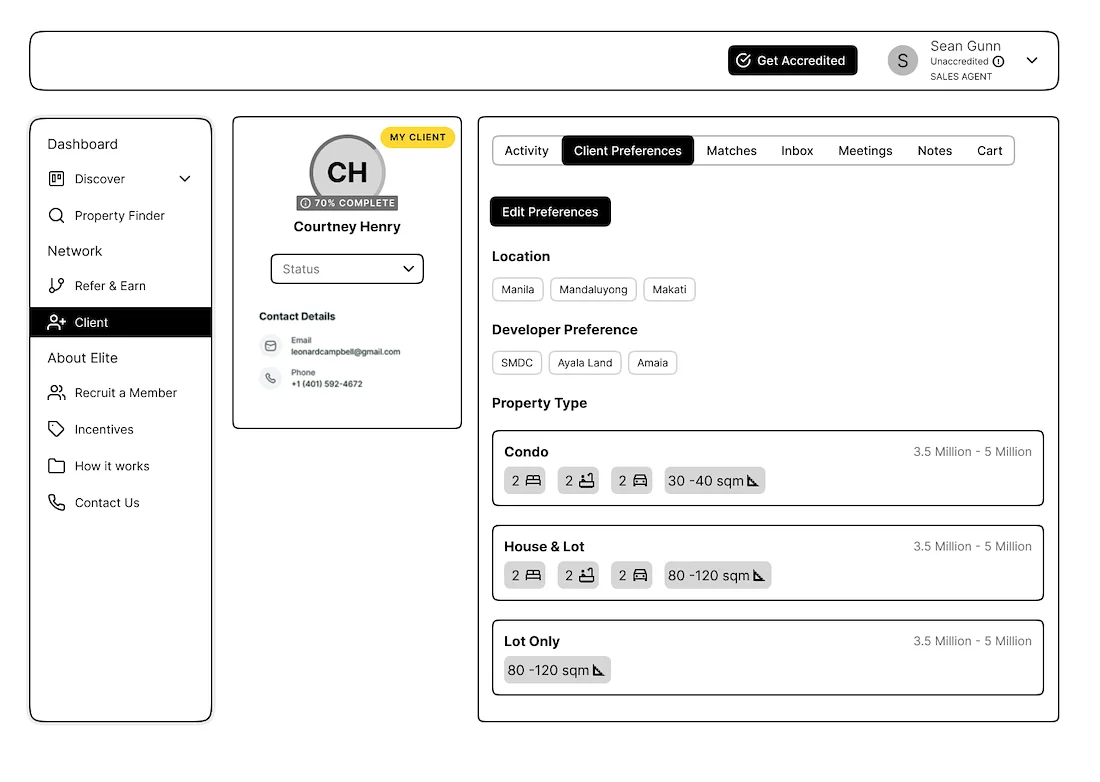 Get Accredited
S
Sean Gunn
Unaccredited
SALES AGENT
Dashboard
Discover
Property Finder
Network
Refer & Earn
Client
About Elite
Recruit a Member
Incentives
How it works
Contact Us
MY CLIENT
CH
70% COMPLETE
Courtney Henry
Status
Contact Details
Email
leonardcampbell@gmail.com
Phone
+1 (401) 592-4672
Activity Client Preferences Matches Inbox Meetings Notes Cart
Edit Preferences
Location
Manila Mandaluyong Makati
Developer Preference
SMDC Ayala Land Amaia
Property Type
Condo 3.5 Million - 5 Million
2 2 2 30 -40 sqm
House & Lot 3.5 Million - 5 Million
2 2 2 80 -120 sqm
Lot Only 3.5 Million - 5 Million
80 -120 sqm